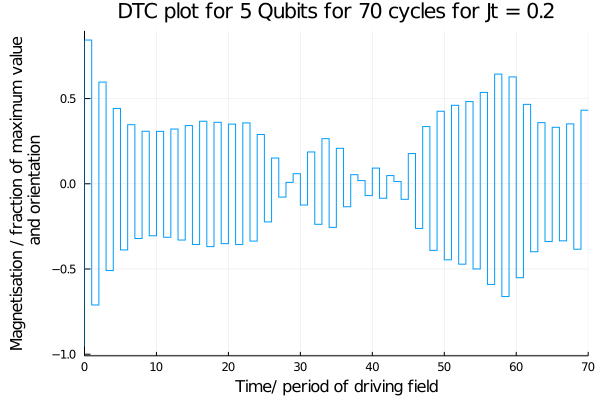 DTC plot for 5 Qubits for 70 cycles for Jt = 0.2
Magnetisation / fraction of maximum value
and orientation
0.5
0.0
−0.5
−1.0
0 10 20 30 40 50 60 70
Time/ period of driving field